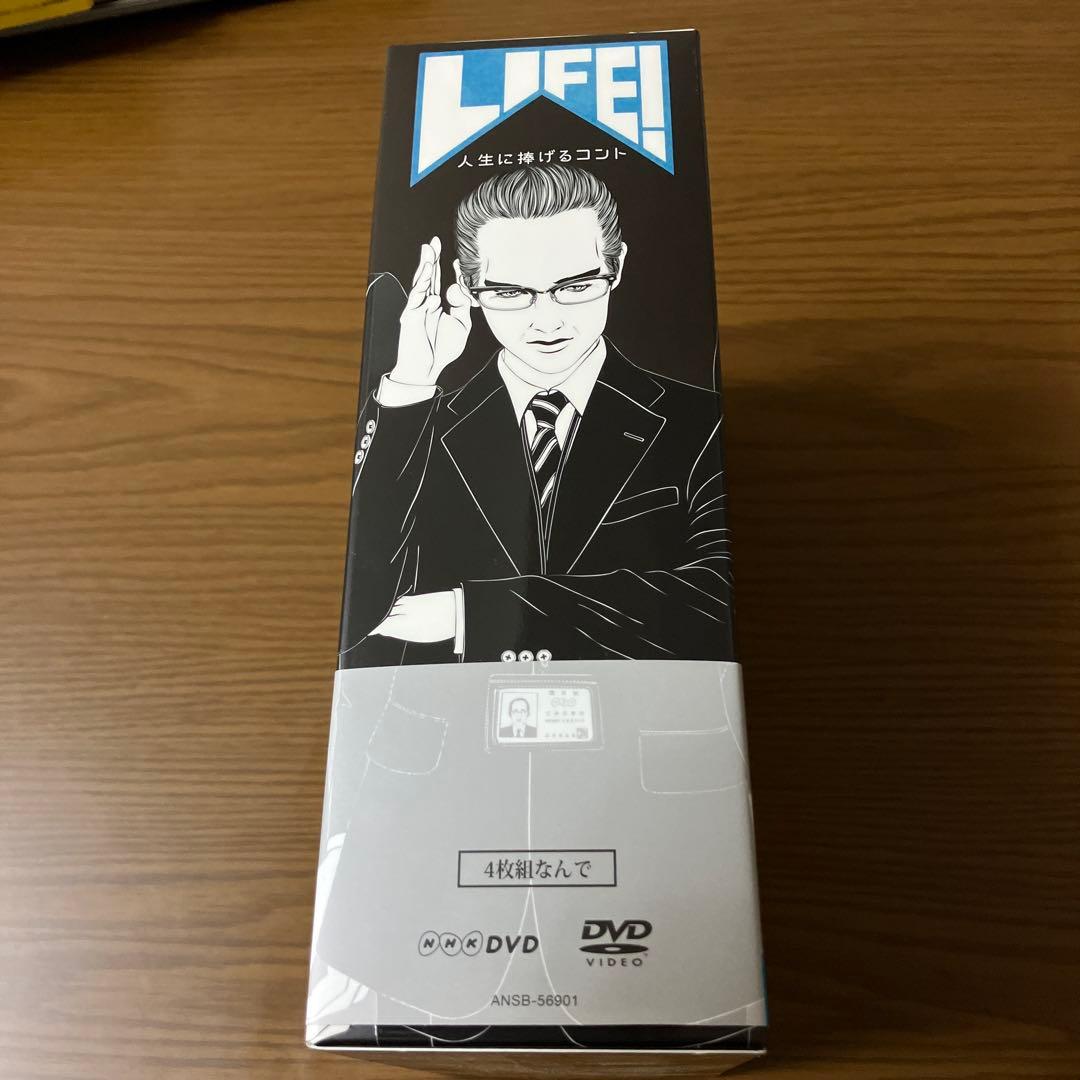 LIFE!
人生に捧げるコント
NHK
4枚組なんで
NHK DVD
DVD
VIDEO
ANSB-56901